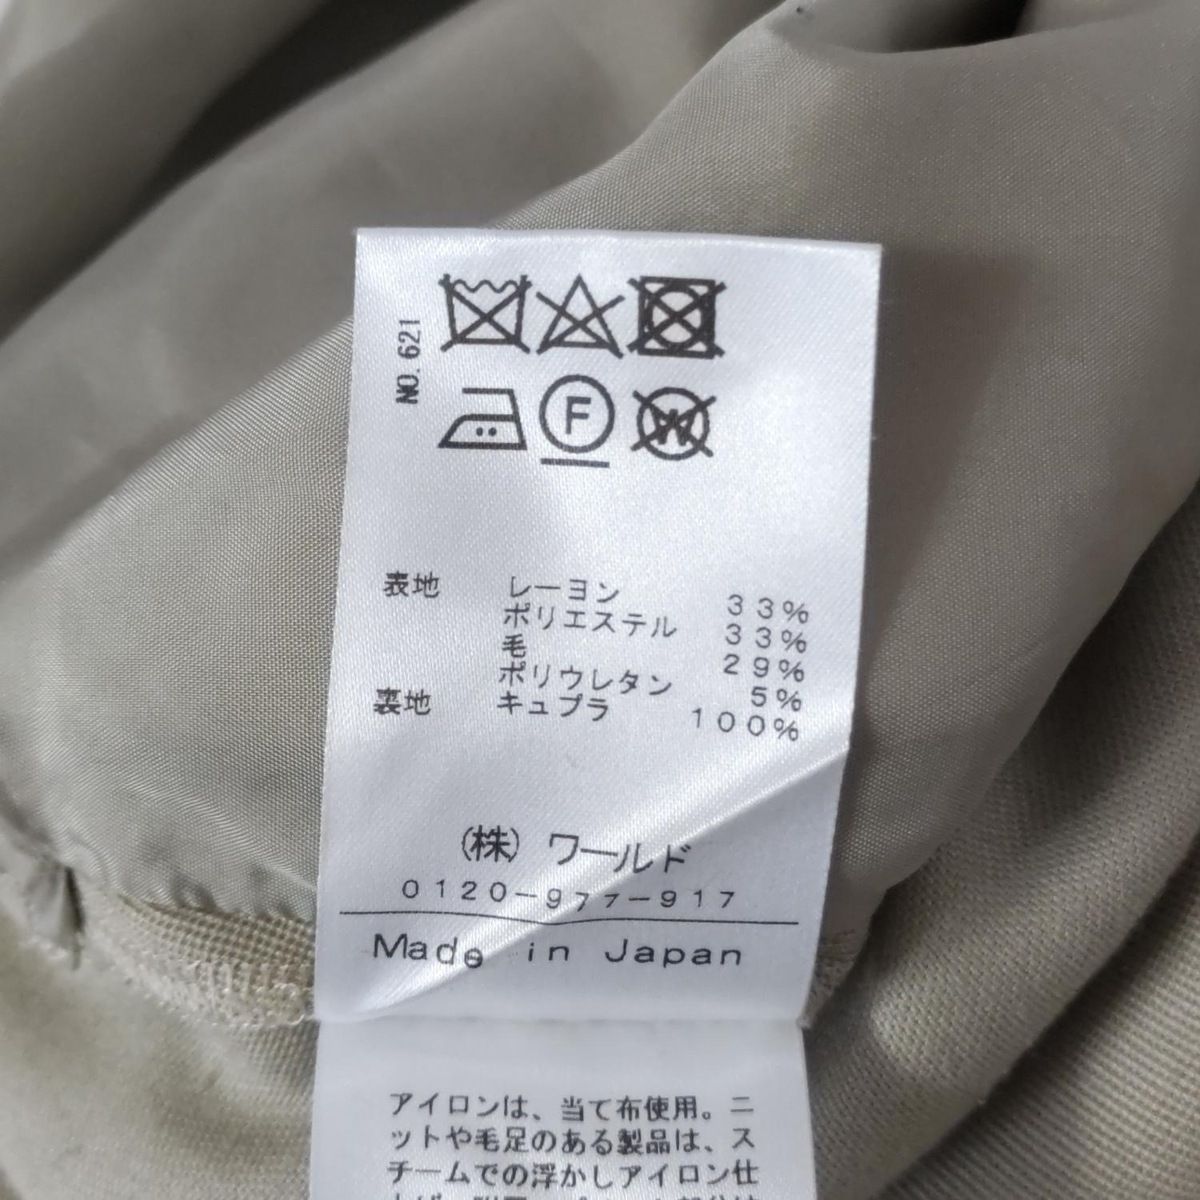 NO. 621
F
W
表地 レーヨン 33%
ポリエステル 33%
毛 29%
ポリウレタン 5%
裏地 キュプラ 100%
(株) ワールド
0120-977-917
Made in Japan
アイロンは、当て布使用。ニ
ットや毛足のある製品は、ス
チームでの浮かしアイロン仕